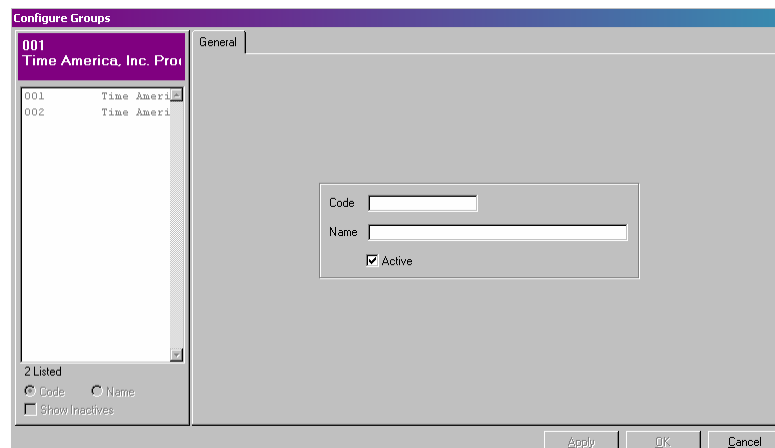 Configure Groups
001
Time America, Inc.
General
001 Time Ameri
002 Time Ameri
Code
Name
Active
2 Listed
Code Name
Show Inactives
Apply OK Cancel